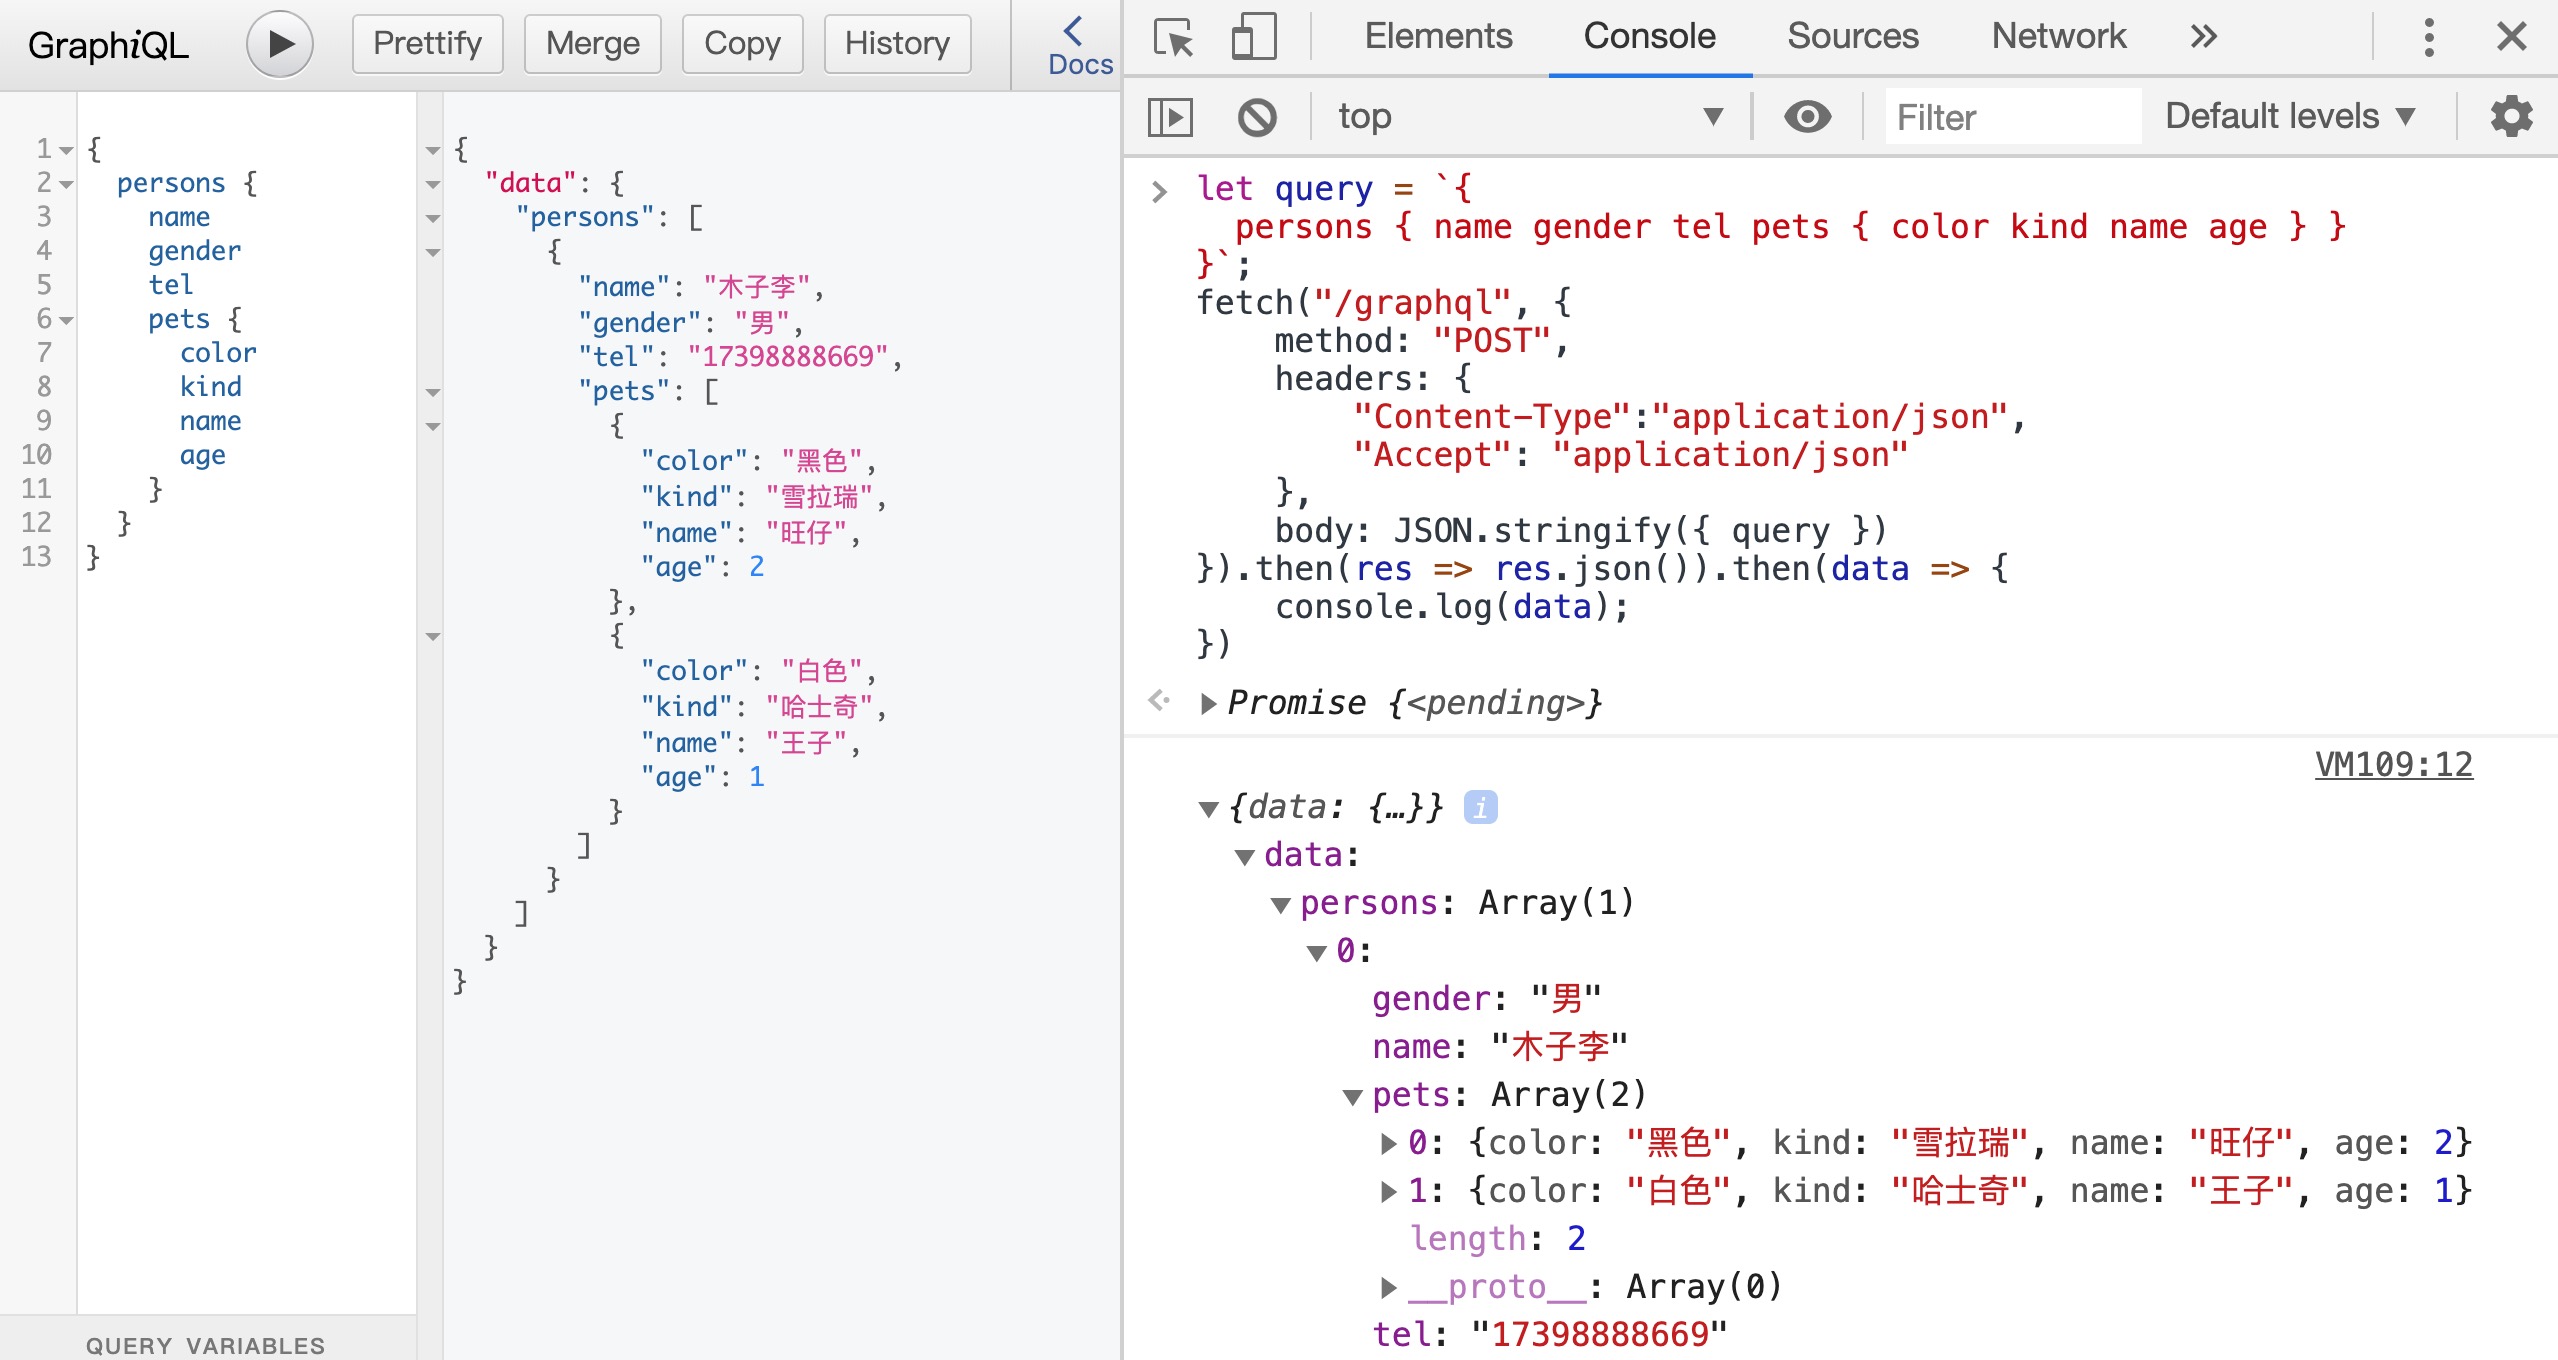 GraphiQL Prettify Merge Copy History Docs
1 {
2 persons {
3 name
4 gender
5 tel
6 pets {
7 color
8 kind
9 name
10 age
11 }
12 }
13 }
QUERY VARIABLES
{
"data": {
"persons": [
{
"name": "木子李",
"gender": "男",
"tel": "17398888669",
"pets": [
{
"color": "黑色",
"kind": "雪拉瑞",
"name": "旺仔",
"age": 2
},
{
"color": "白色",
"kind": "哈士奇",
"name": "王子",
"age": 1
}
]
}
]
}
}
Elements Console Sources Network »
top Filter Default levels
> let query = `{
persons { name gender tel pets { color kind name age } }
}`;
fetch("/graphql", {
method: "POST",
headers: {
"Content-Type":"application/json",
"Accept": "application/json"
},
body: JSON.stringify({ query })
}).then(res => res.json()).then(data => {
console.log(data);
})
Promise {<pending>}
VM109:12
{data: {…}} i
data:
persons: Array(1)
0:
gender: "男"
name: "木子李"
pets: Array(2)
0: {color: "黑色", kind: "雪拉瑞", name: "旺仔", age: 2}
1: {color: "白色", kind: "哈士奇", name: "王子", age: 1}
length: 2
__proto__: Array(0)
tel: "17398888669"